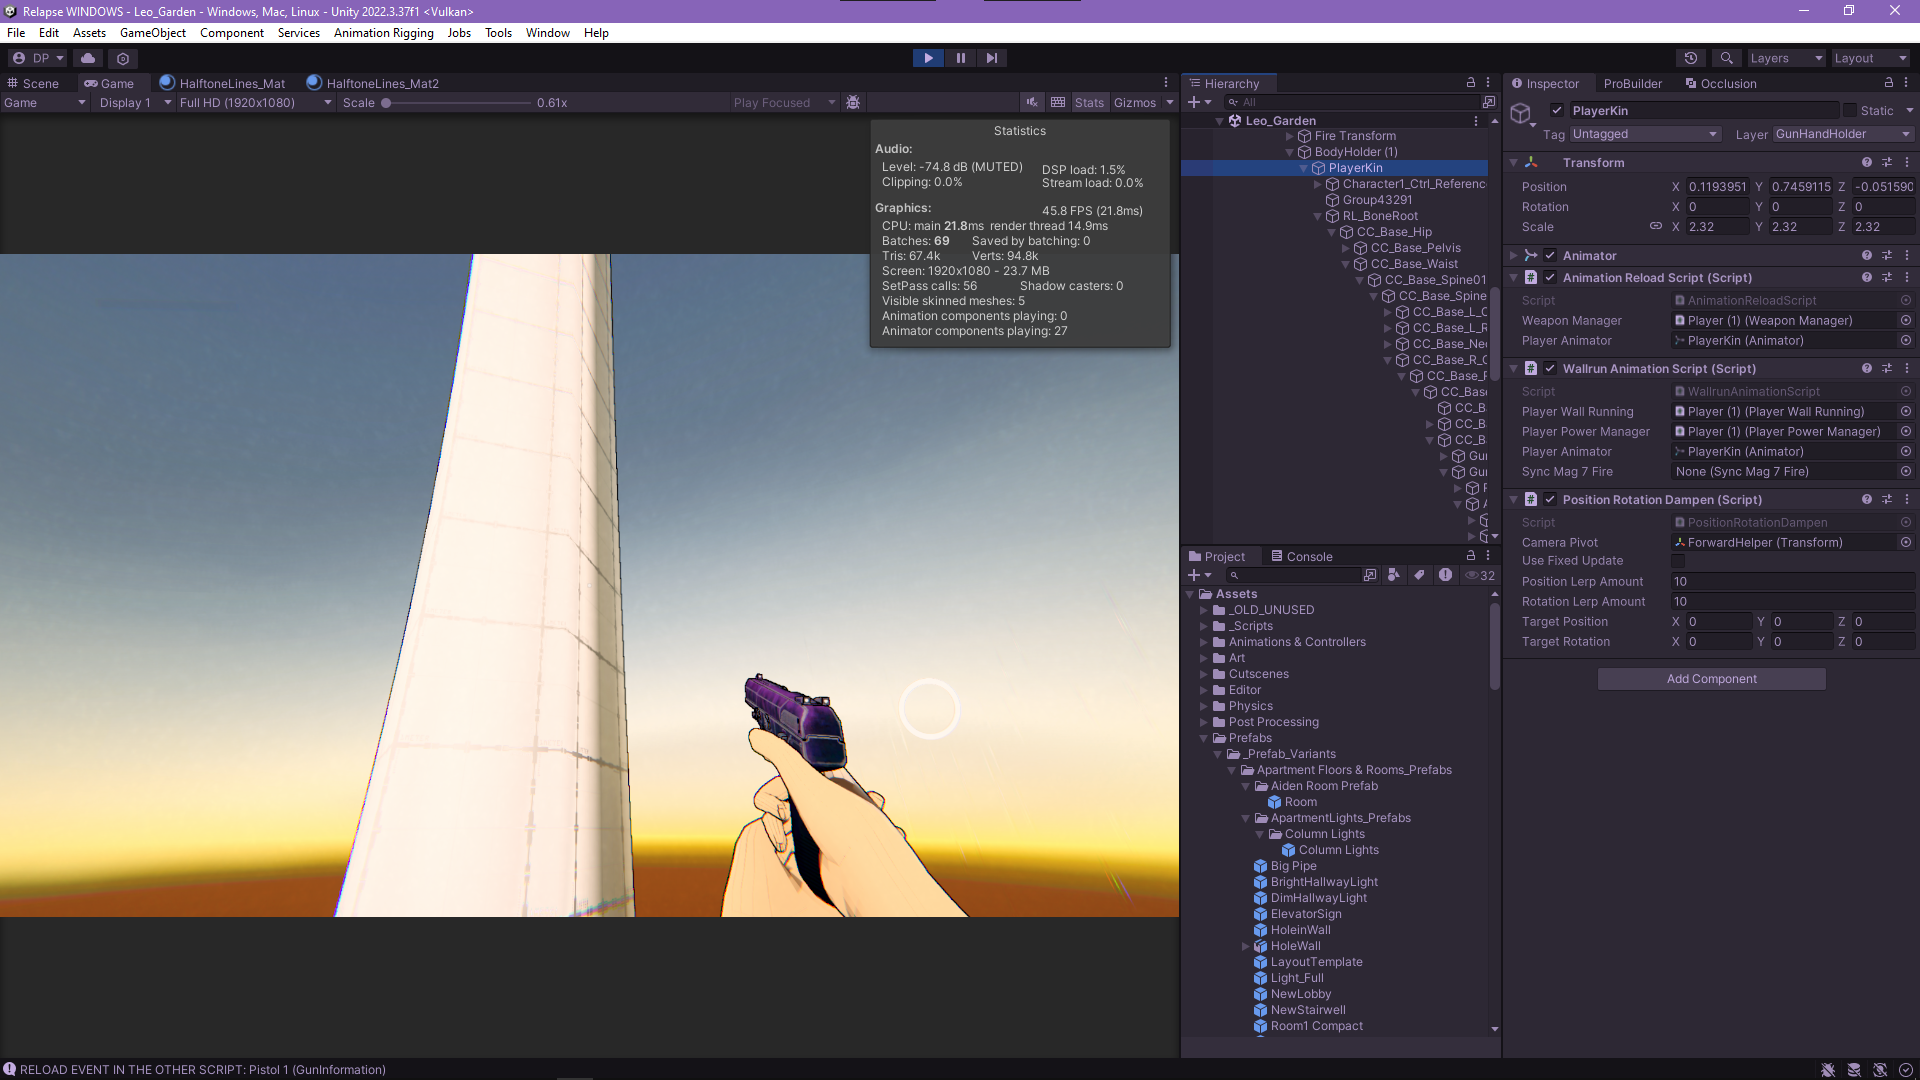 Relapse WINDOWS - Leo_Garden - Windows, Mac, Linux - Unity 2022.3.37f1 <Vulkan>
File Edit Assets GameObject Component Services Animation Rigging Jobs Tools Window Help
DP Layers Layout
Scene Game HalftoneLines_Mat HalftoneLines_Mat2
Game Display 1 Full HD (1920x1080) Scale 0.61x Play Focused Stats Gizmos
Statistics
Audio:
Level: -74.8 dB (MUTED) DSP load: 1.5%
Clipping: 0.0% Stream load: 0.0%
Graphics: 45.8 FPS (21.8ms)
CPU: main 21.8ms render thread 14.9ms
Batches: 69 Saved by batching: 0
Tris: 67.4k Verts: 94.8k
Screen: 1920x1080 - 23.7 MB
SetPass calls: 56 Shadow casters: 0
Visible skinned meshes: 5
Animation components playing: 0
Animator components playing: 27
Hierarchy
All
Leo_Garden
Fire Transform
BodyHolder (1)
PlayerKin
Character1_Ctrl_Referenc
Group43291
RL_BoneRoot
CC_Base_Hip
CC_Base_Pelvis
CC_Base_Waist
CC_Base_Spine01
CC_Base_Spine
CC_Base_L_C
CC_Base_L_R
CC_Base_Nec
CC_Base_R_C
CC_Base_F
CC_Base
CC_B
CC_B
CC_B
Gu
Gu
Project Console
32
Assets
_OLD_UNUSED
_Scripts
Animations & Controllers
Art
Cutscenes
Editor
Physics
Post Processing
Prefabs
_Prefab_Variants
Apartment Floors & Rooms_Prefabs
Aiden Room Prefab
Room
ApartmentLights_Prefabs
Column Lights
Column Lights
Big Pipe
BrightHallwayLight
DimHallwayLight
ElevatorSign
HoleinWall
HoleWall
LayoutTemplate
Light_Full
NewLobby
NewStairwell
Room1 Compact
Inspector ProBuilder Occlusion
PlayerKin Static
Tag Untagged Layer GunHandHolder
Transform
Position X 0.1193951 Y 0.7459115 Z -0.051590
Rotation X 0 Y 0 Z 0
Scale X 2.32 Y 2.32 Z 2.32
Animator
Animation Reload Script (Script)
Script AnimationReloadScript
Weapon Manager Player (1) (Weapon Manager)
Player Animator PlayerKin (Animator)
Wallrun Animation Script (Script)
Script WallrunAnimationScript
Player Wall Running Player (1) (Player Wall Running)
Player Power Manager Player (1) (Player Power Manager)
Player Animator PlayerKin (Animator)
Sync Mag 7 Fire None (Sync Mag 7 Fire)
Position Rotation Dampen (Script)
Script PositionRotationDampen
Camera Pivot ForwardHelper (Transform)
Use Fixed Update
Position Lerp Amount 10
Rotation Lerp Amount 10
Target Position X 0 Y 0 Z 0
Target Rotation X 0 Y 0 Z 0
Add Component
RELOAD EVENT IN THE OTHER SCRIPT: Pistol 1 (GunInformation)